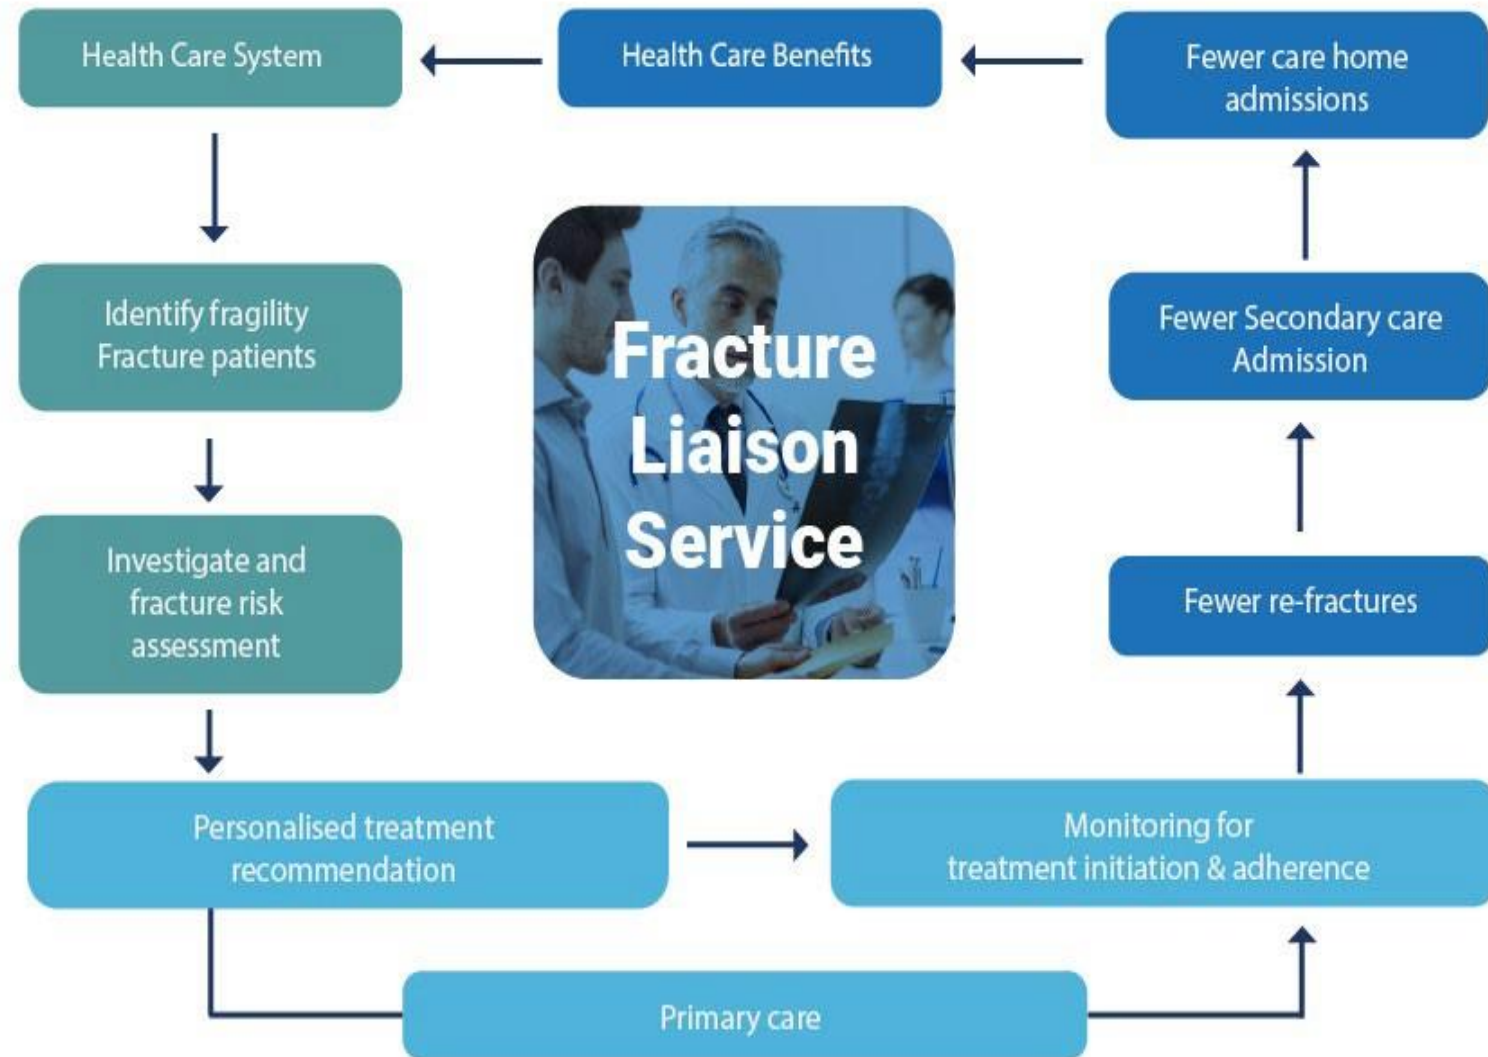 Health Care System
Health Care Benefits
Fewer care home
admissions
Identify fragility
Fracture patients
Fracture
Liaison
Service
Fewer Secondary care
Admission
Investigate and
fracture risk
assessment
Fewer re-fractures
Personalised treatment
recommendation
Monitoring for
treatment initiation & adherence
Primary care